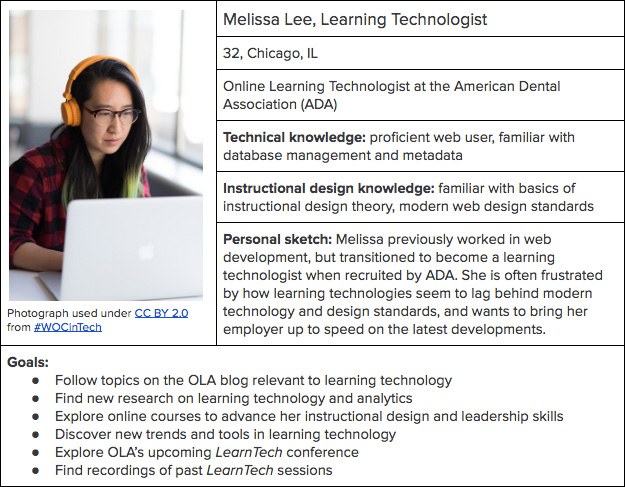 Melissa Lee, Learning Technologist
32, Chicago, IL
Online Learning Technologist at the American Dental
Association (ADA)
Technical knowledge: proficient web user, familiar with
database management and metadata
Instructional design knowledge: familiar with basics of
instructional design theory, modern web design standards
Personal sketch: Melissa previously worked in web
development, but transitioned to become a learning
technologist when recruited by ADA. She is often frustrated
by how learning technologies seem to lag behind modern
technology and design standards, and wants to bring her
employer up to speed on the latest developments.
Photograph used under CC BY 2.0
from #WOCinTech
Goals:
● Follow topics on the OLA blog relevant to learning technology
● Find new research on learning technology and analytics
● Explore online courses to advance her instructional design and leadership skills
● Discover new trends and tools in learning technology
● Explore OLA's upcoming LearnTech conference
● Find recordings of past LearnTech sessions